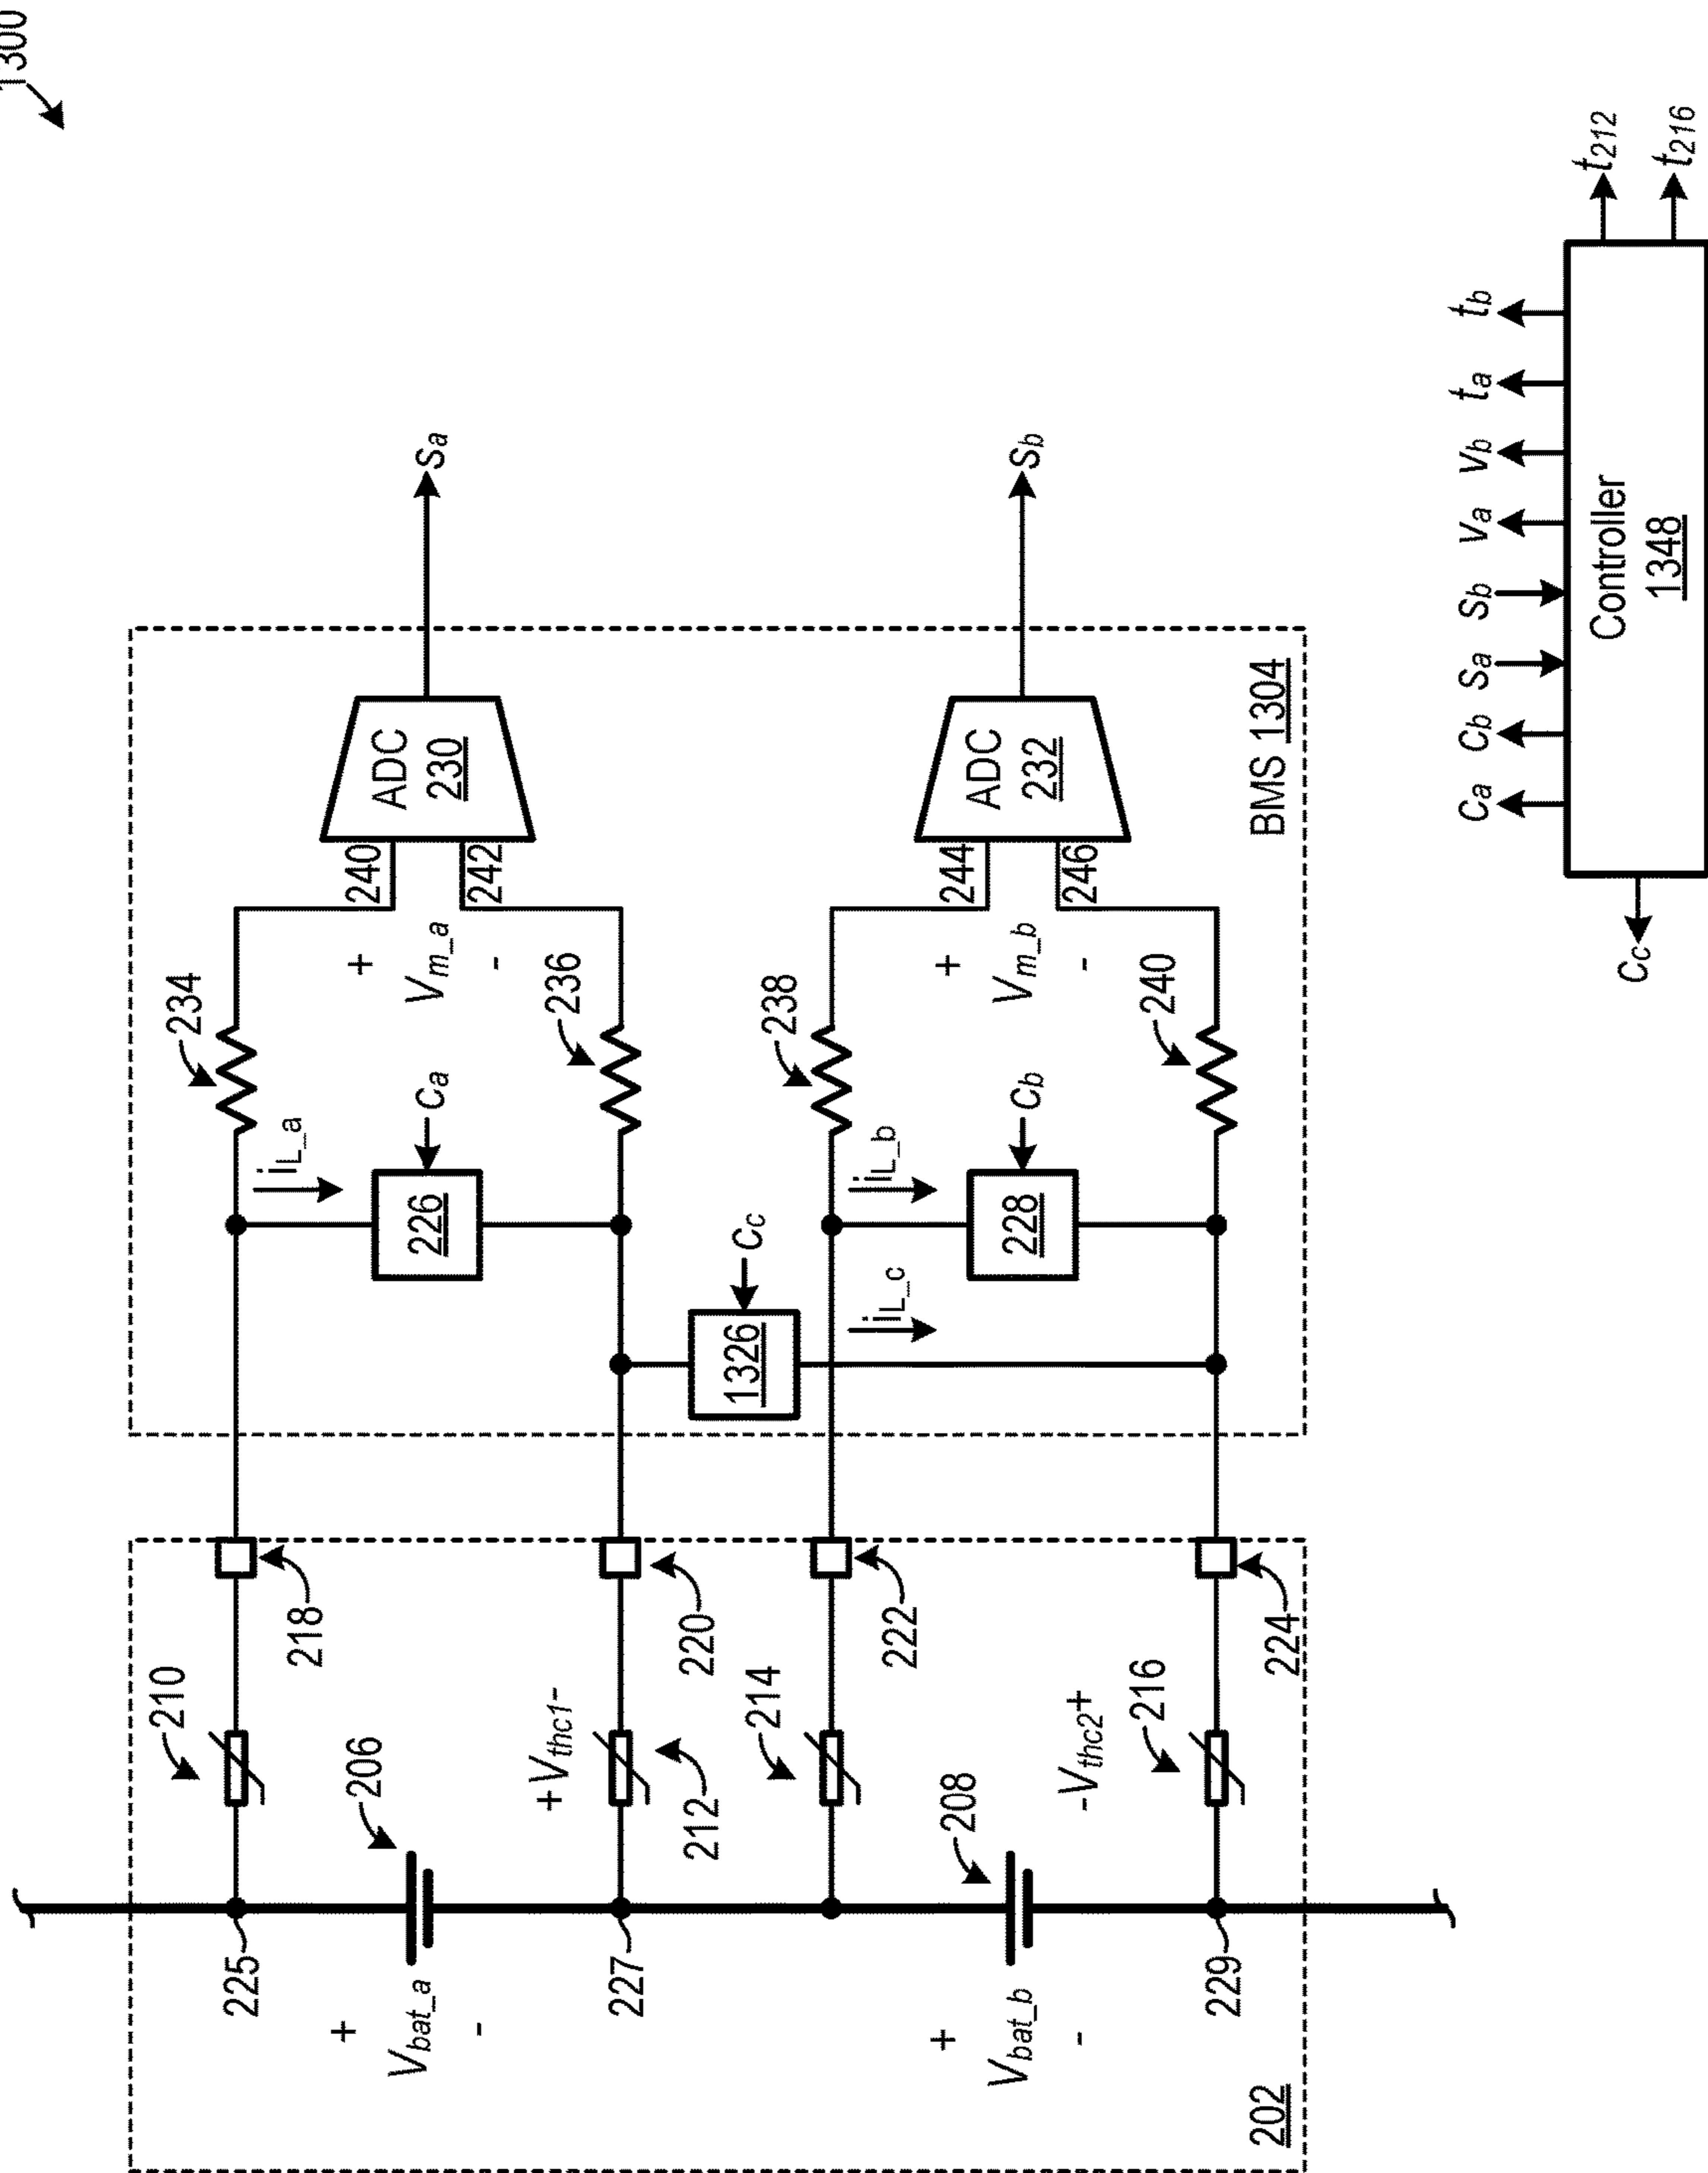 1300
210
234
225
218
iL_a
+
206
+
240
ADC
230
Vbat_a
226
Ca
Vm_a
Sa
-
-
242
+Vthc1-
236
227
212
220
1326
Cc
214
222
238
iL_c
iL_b
+
208
+
244
ADC
232
Vbat_b
228
Cb
Vm_b
Sb
-
-
246
-Vthc2+
216
240
229
224
202
BMS 1304
Ca
Cb
Sa
Sb
Va
Vb
ta
tb
Cc
Controller
1348
t212
t216